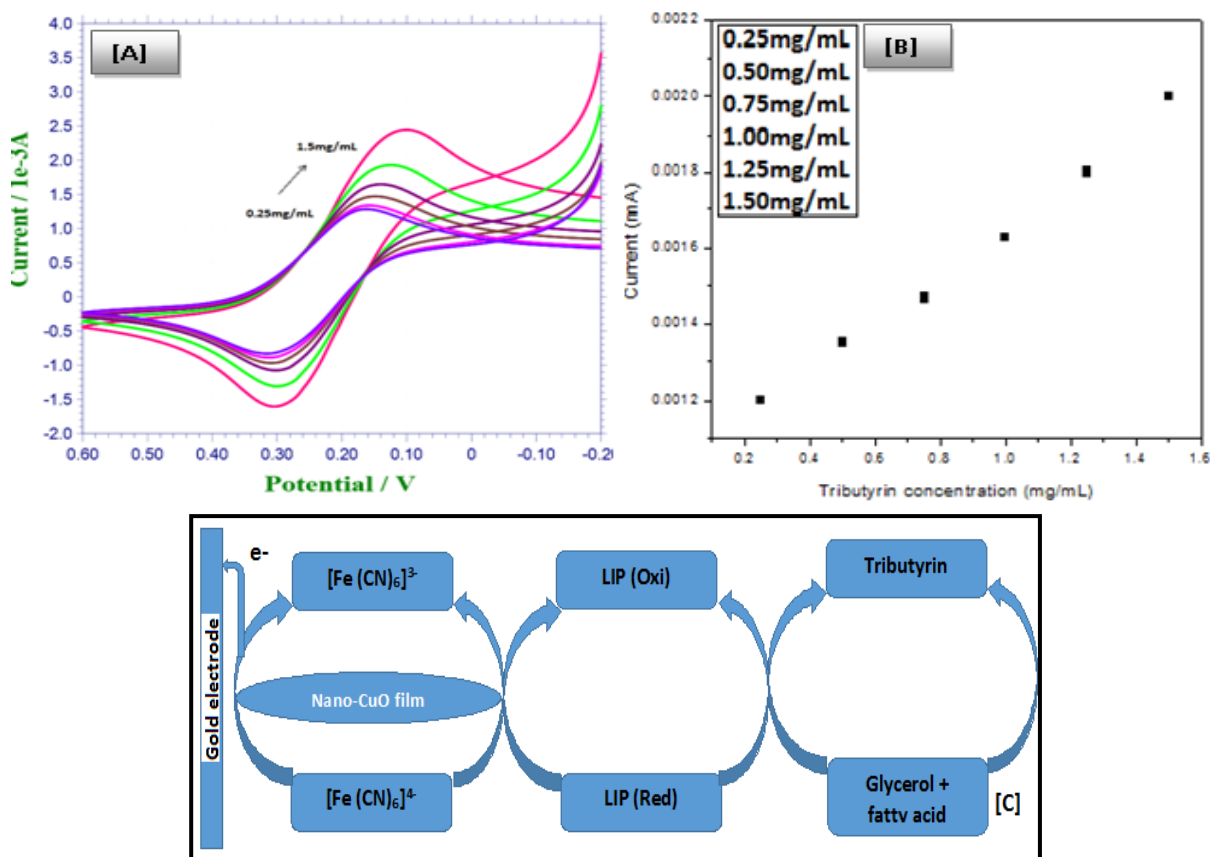 [A]
4.0
3.5
3.0
2.5
2.0
1.5
1.0
0.5
0
-0.5
-1.0
-1.5
-2.0
Current / 1e-3A
1.5mg/mL
0.25mg/mL
0.60
0.50
0.40
0.30
0.20
0.10
0
-0.10
-0.20
Potential / V
[B]
0.25mg/mL
0.50mg/mL
0.75mg/mL
1.00mg/mL
1.25mg/mL
1.50mg/mL
0.0022
0.0020
0.0018
0.0016
0.0014
0.0012
Current (mA)
0.2
0.4
0.6
0.8
1.0
1.2
1.4
1.6
Tributyrin concentration (mg/mL)
Gold electrode
e-
[Fe (CN)₆]³⁻
LIP (Oxi)
Tributyrin
Nano-CuO film
[Fe (CN)₆]⁴⁻
LIP (Red)
Glycerol +
fatty acid
[C]